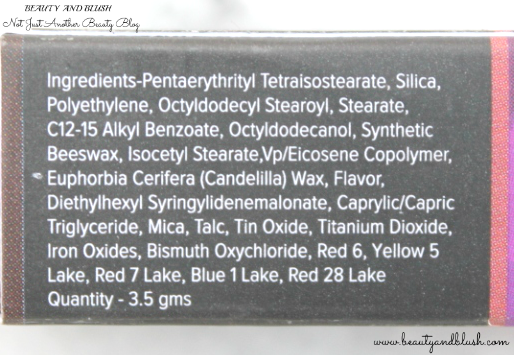 BEAUTY AND BLUSH
Not Just Another Beauty Blog
Ingredients-Pentaerythrityl Tetraisostearate, Silica,
Polyethylene, Octyldodecyl Stearoyl, Stearate,
C12-15 Alkyl Benzoate, Octyldodecanol, Synthetic
Beeswax, Isocetyl Stearate,Vp/Eicosene Copolymer,
Euphorbia Cerifera (Candelilla) Wax, Flavor,
Diethylhexyl Syringylidenemalonate, Caprylic/Capric
Triglyceride, Mica, Talc, Tin Oxide, Titanium Dioxide,
Iron Oxides, Bismuth Oxychloride, Red 6, Yellow 5
Lake, Red 7 Lake, Blue 1 Lake, Red 28 Lake
Quantity - 3.5 gms
www.beautyandblush.com